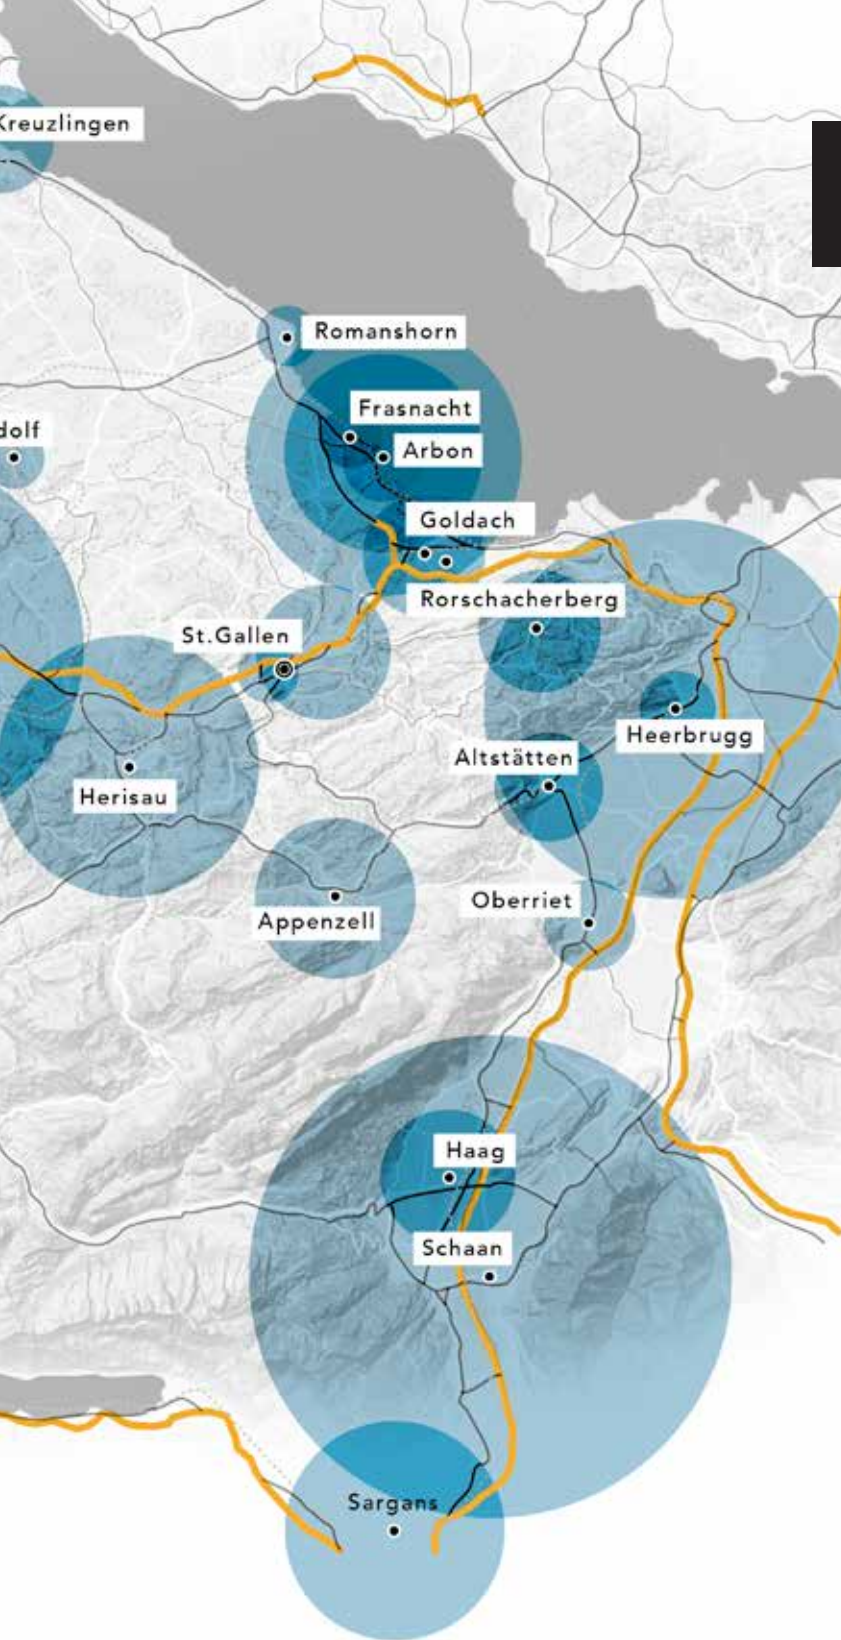 Kreuzlingen
Romanshorn
Frasnacht
dolf
Arbon
Goldach
Rorschacherberg
St.Gallen
Heerbrugg
Altstätten
Herisau
Oberriet
Appenzell
Haag
Schaan
Sargans